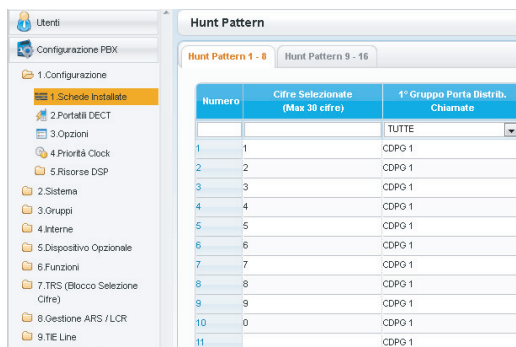 Utenti
Configurazione PBX
1.Configurazione
1.Schede Installate
2.Portatili DECT
3.Opzioni
4.Priorità Clock
5.Risorse DSP
2.Sistema
3.Gruppi
4.Interne
5.Dispositivo Opzionale
6.Funzioni
7.TRS (Blocco Selezione
Cifre)
8.Gestione ARS / LCR
9.TIE Line
Hunt Pattern
Hunt Pattern 1 - 8 Hunt Pattern 9 - 16
Numero Cifre Selezionate (Max 30 cifre) 1° Gruppo Porta Distrib. Chiamate
TUTTE
1 1 CDPG 1
2 2 CDPG 1
3 3 CDPG 1
4 4 CDPG 1
5 5 CDPG 1
6 6 CDPG 1
7 7 CDPG 1
8 8 CDPG 1
9 9 CDPG 1
10 0 CDPG 1
11 CDPG 1